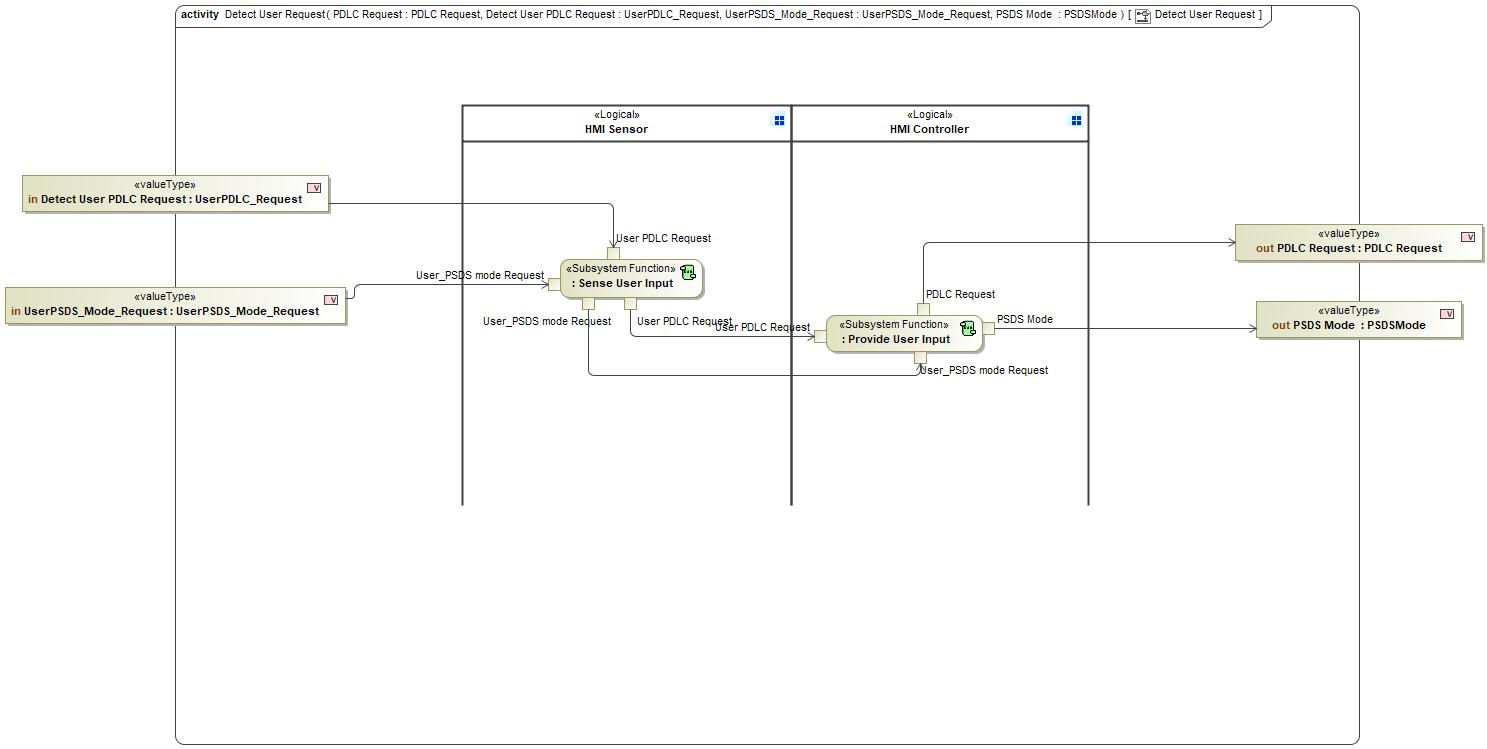 activity Detect User Request( PDLC Request : PDLC Request, Detect User PDLC Request : UserPDLC_Request, UserPSDS_Mode_Request : UserPSDS_Mode_Request, PSDS Mode  : PSDSMode ) [ Detect User Request ]
«Logical»
HMI Sensor
«Logical»
HMI Controller
«valueType»
in Detect User PDLC Request : UserPDLC_Request
«valueType»
in UserPSDS_Mode_Request : UserPSDS_Mode_Request
User PDLC Request
User_PSDS mode Request
«Subsystem Function»
: Sense User Input
User_PSDS mode Request
User PDLC Request
User PDLC Request
PDLC Request
«Subsystem Function»
: Provide User Input
PSDS Mode
User_PSDS mode Request
«valueType»
out PDLC Request : PDLC Request
«valueType»
out PSDS Mode  : PSDSMode